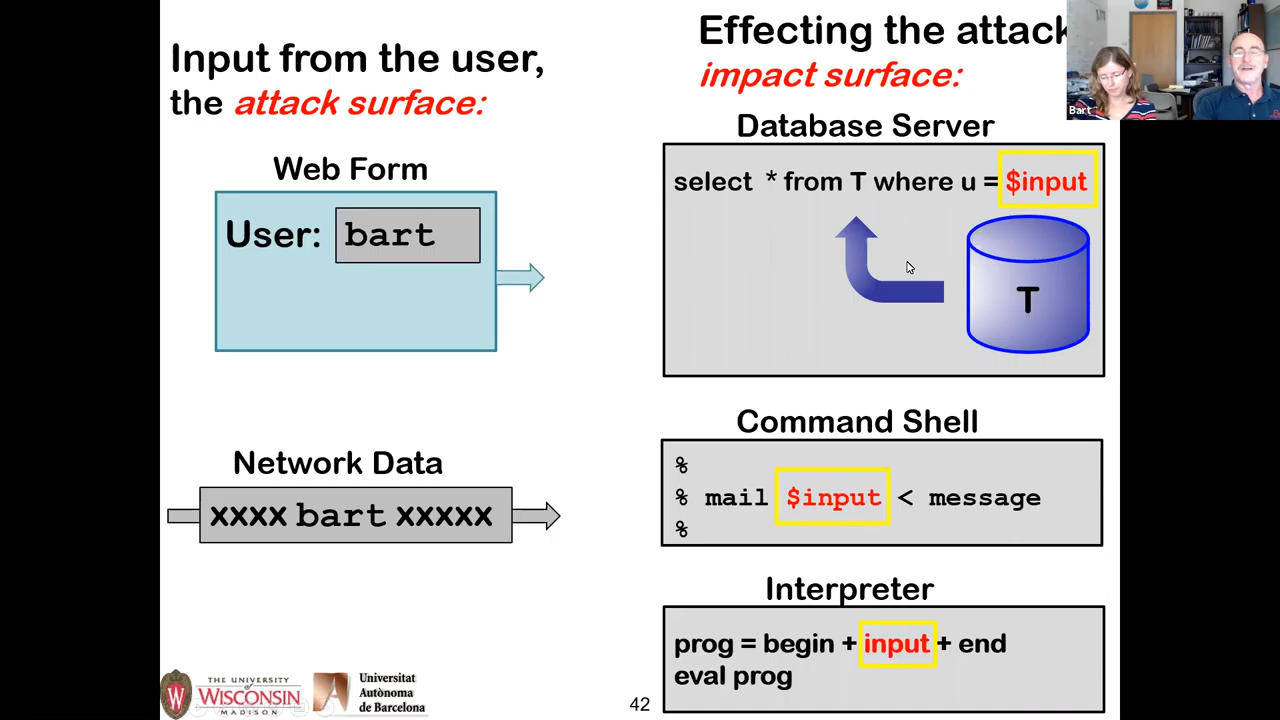 Input from the user,
the attack surface:
Web Form
User: bart
Network Data
xxxx bart xxxxx
Effecting the attack
impact surface:
Database Server
select * from T where u = $input
T
Command Shell
%
% mail $input < message
%
Interpreter
prog = begin + input + end
eval prog
Bart
THE UNIVERSITY
of
WISCONSIN
MADISON
Universitat
Autònoma
de Barcelona
42